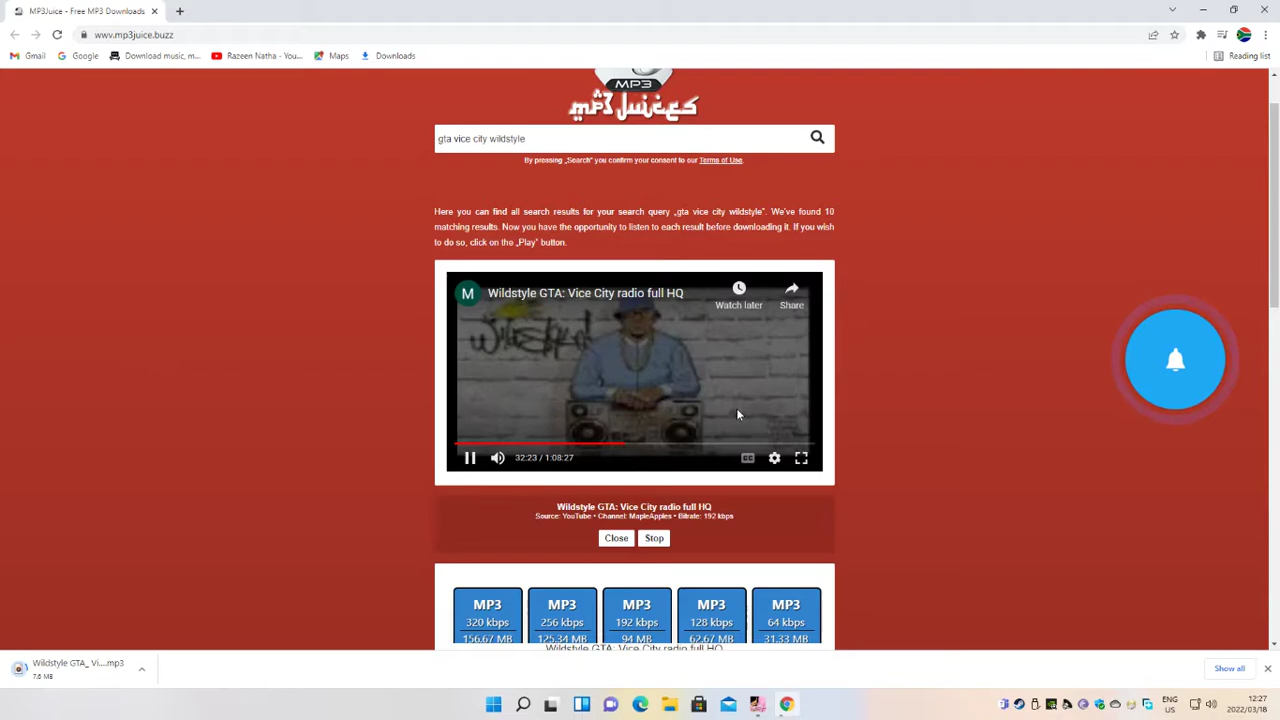 MP3 Juice - Free MP3 Downloads
wwv.mp3juice.buzz
Gmail
Google
Download music, m...
Razeen Natha - You...
Maps
Downloads
Reading list
MP3
mp3 Juices
gta vice city wildstyle
By pressing „Search" you confirm your consent to our Terms of Use.
Here you can find all search results for your search query „gta vice city wildstyle". We've found 10
matching results. Now you have the opportunity to listen to each result before downloading it. If you wish
to do so, click on the „Play" button.
M
Wildstyle GTA: Vice City radio full HQ
Watch later
Share
32:23 / 1:08:27
CC
Wildstyle GTA: Vice City radio full HQ
Source: YouTube • Channel: MapleApples • Bitrate: 192 kbps
Close
Stop
MP3 MP3 MP3 MP3 MP3
320 kbps 256 kbps 192 kbps 128 kbps 64 kbps
156.67 MB 125.34 MB 94 MB 62.67 MB 31.33 MB
Wildstyle GTA: Vice City radio full HQ
Wildstyle GTA_ Vi....mp3
7.6 MB
Show all
ENG
US
12:27
2022/03/18